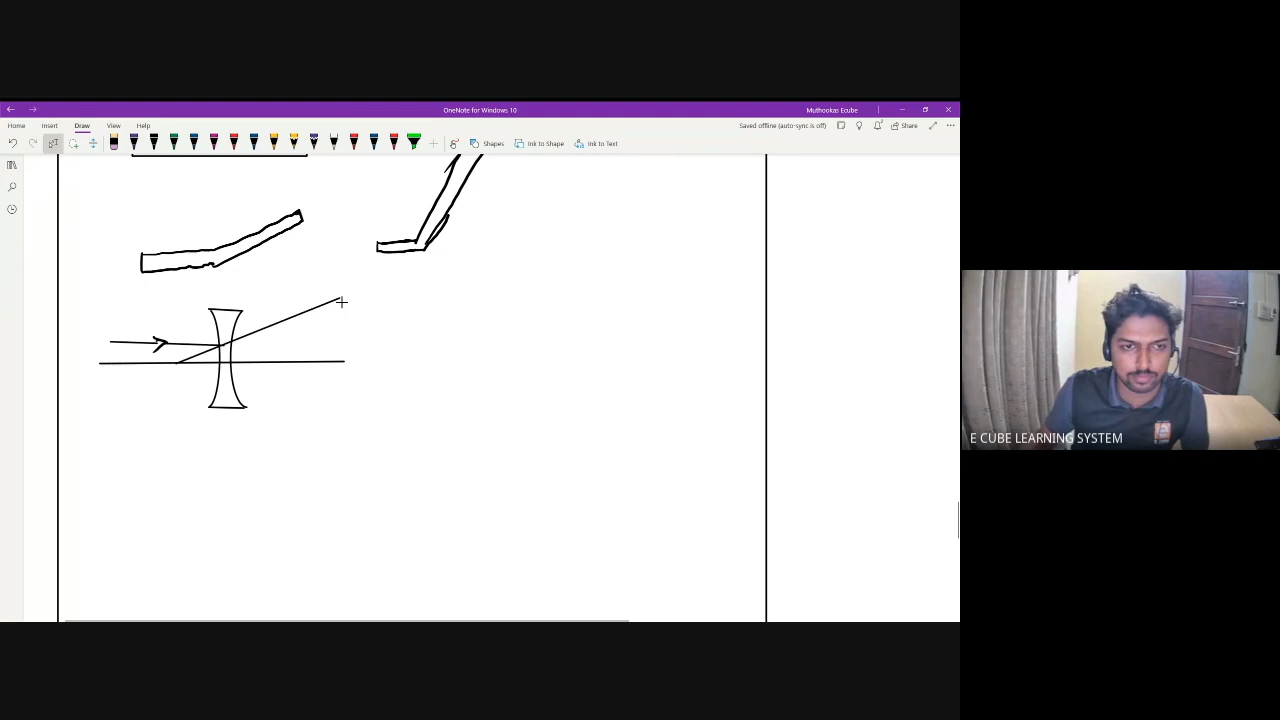 OneNote for Windows 10
Muthookas Ecube
Home Insert Draw View Help
Saved offline (auto-sync is off)
Share
Shapes Ink to Shape Ink to Text
E CUBE LEARNING SYSTEM